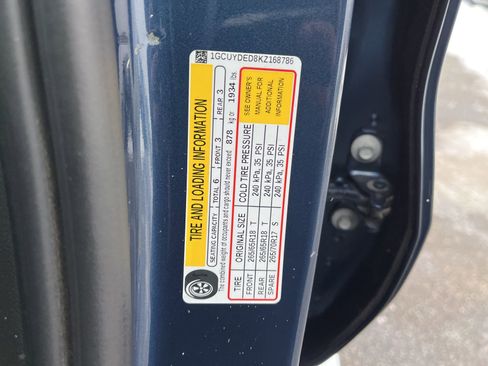 1GCUYDED8KZ168786
TIRE AND LOADING INFORMATION
SEATING CAPACITY TOTAL 6 FRONT 3 REAR 3
The combined weight of occupants and cargo should never exceed 878 kg or 1934 lbs
TIRE ORIGINAL SIZE COLD TIRE PRESSURE
FRONT 265/65R18 T 240 kPa, 35 PSI
REAR 265/65R18 T 240 kPa, 35 PSI
SPARE 265/70R17 S 240 kPa, 35 PSI
SEE OWNER'S
MANUAL FOR
ADDITIONAL
INFORMATION